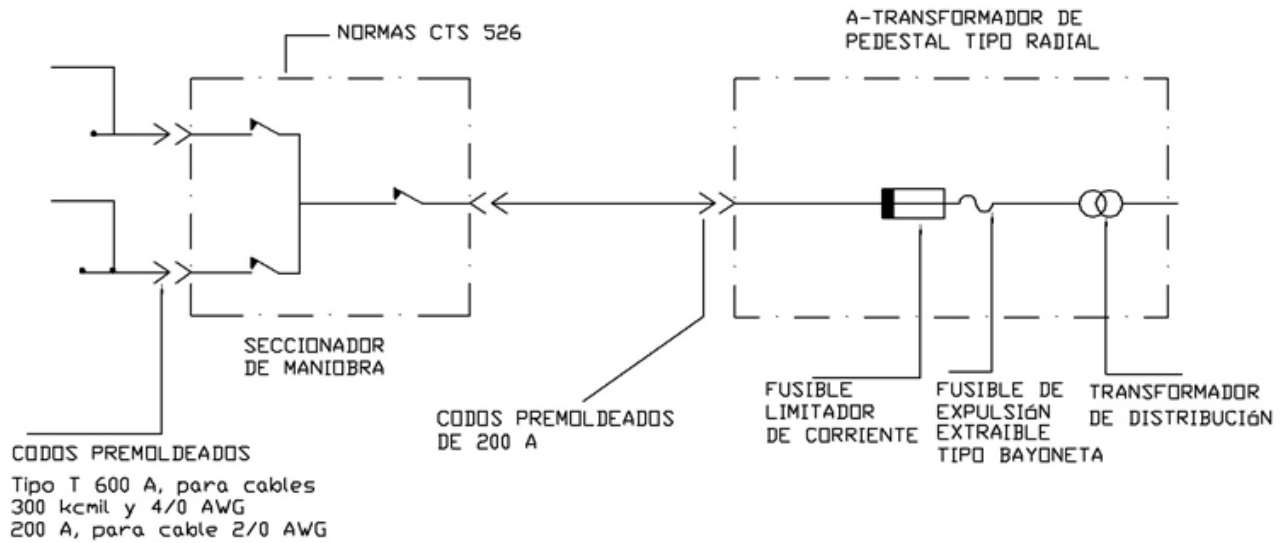 NORMAS CTS 526
A-TRANSFORMADOR DE
PEDESTAL TIPO RADIAL
SECCIONADOR
DE MANIOBRA
CODOS PREMOLDEADOS
DE 200 A
FUSIBLE
LIMITADOR
DE CORRIENTE
FUSIBLE DE
EXPULSIóN
EXTRAIBLE
TIPO BAYONETA
TRANSFORMADOR
DE DISTRIBUCIóN
CODOS PREMOLDEADOS
Tipo T 600 A, para cables
300 kcmil y 4/0 AWG
200 A, para cable 2/0 AWG